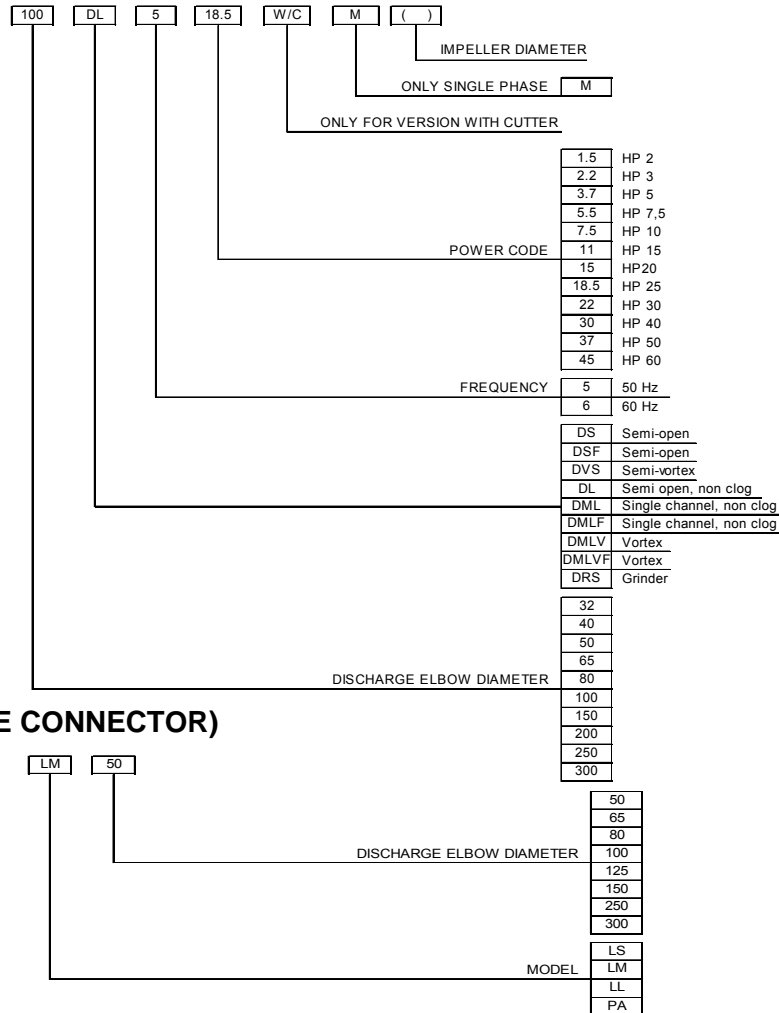 100 DL 5 18.5 W/C M ( )
IMPELLER DIAMETER
ONLY SINGLE PHASE M
ONLY FOR VERSION WITH CUTTER
1.5 HP 2
2.2 HP 3
3.7 HP 5
5.5 HP 7,5
7.5 HP 10
POWER CODE 11 HP 15
15 HP20
18.5 HP 25
22 HP 30
30 HP 40
37 HP 50
45 HP 60
FREQUENCY 5 50 Hz
6 60 Hz
DS Semi-open
DSF Semi-open
DVS Semi-vortex
DL Semi open, non clog
DML Single channel, non clog
DMLF Single channel, non clog
DMLV Vortex
DMLVF Vortex
DRS Grinder
32
40
50
65
DISCHARGE ELBOW DIAMETER 80
100
150
200
250
300
E CONNECTOR)
LM 50
50
65
80
DISCHARGE ELBOW DIAMETER 100
125
150
250
300
LS
MODEL LM
LL
PA